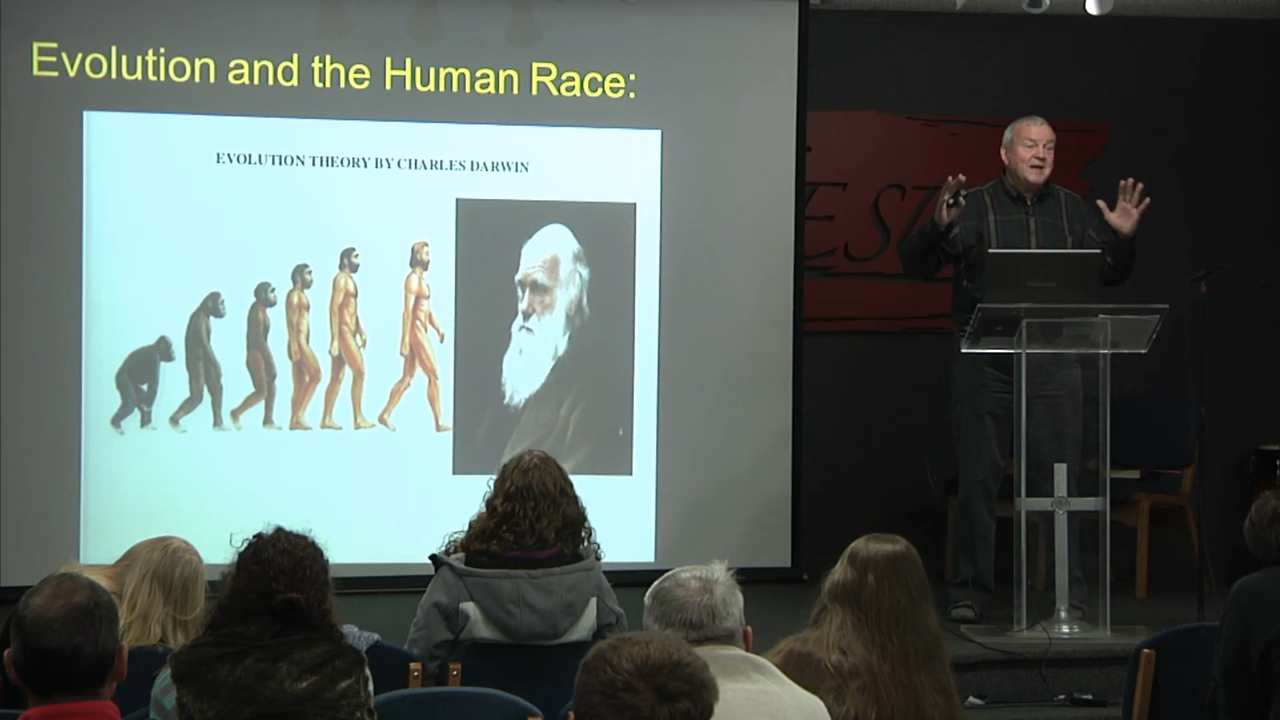 Evolution and the Human Race:
EVOLUTION THEORY BY CHARLES DARWIN